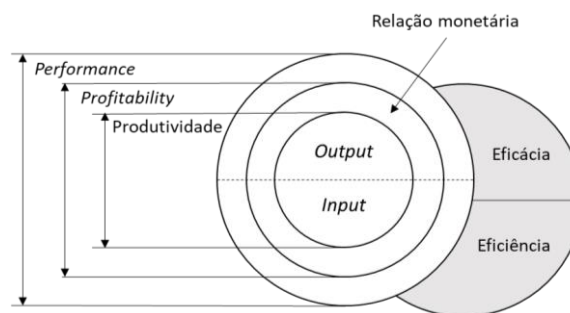 Relação monetária
Performance
Profitability
Produtividade
Output
Input
Eficácia
Eficiência